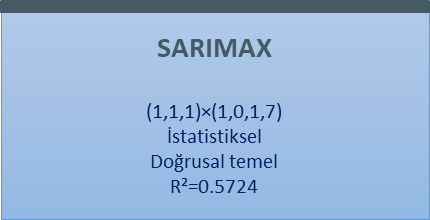 SARIMAX
(1,1,1)×(1,0,1,7)
İstatistiksel
Doğrusal temel
R²=0.5724